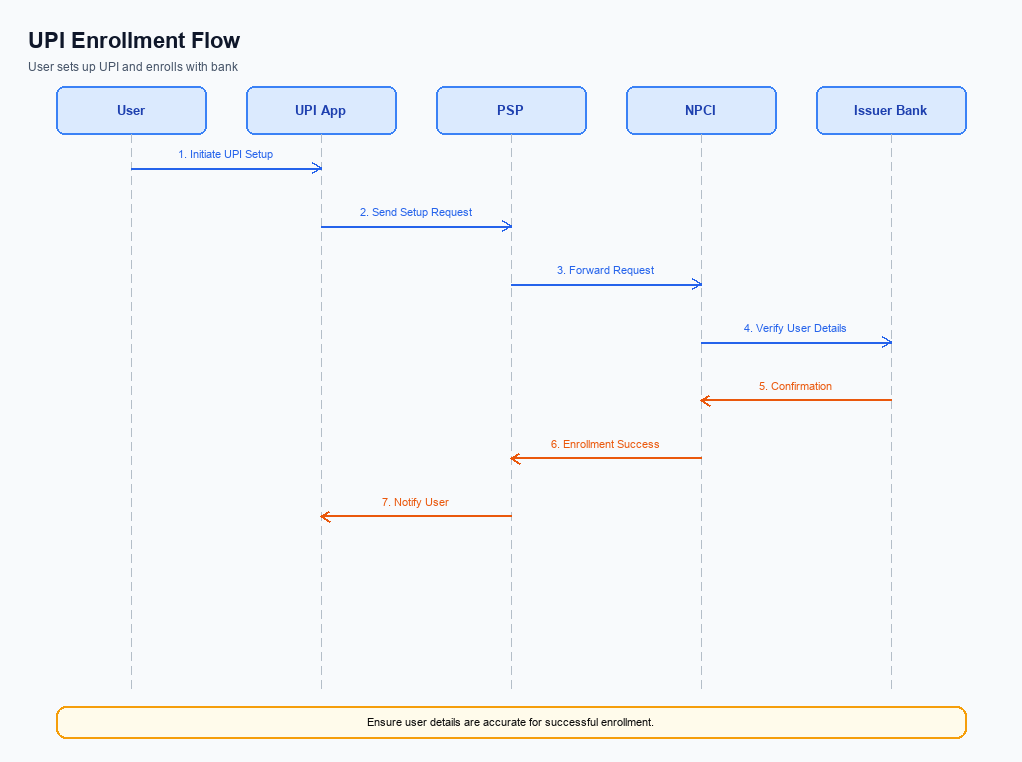 UPI Enrollment Flow
User sets up UPI and enrolls with bank
User
UPI App
PSP
NPCI
Issuer Bank
1. Initiate UPI Setup
2. Send Setup Request
3. Forward Request
4. Verify User Details
5. Confirmation
6. Enrollment Success
7. Notify User
Ensure user details are accurate for successful enrollment.